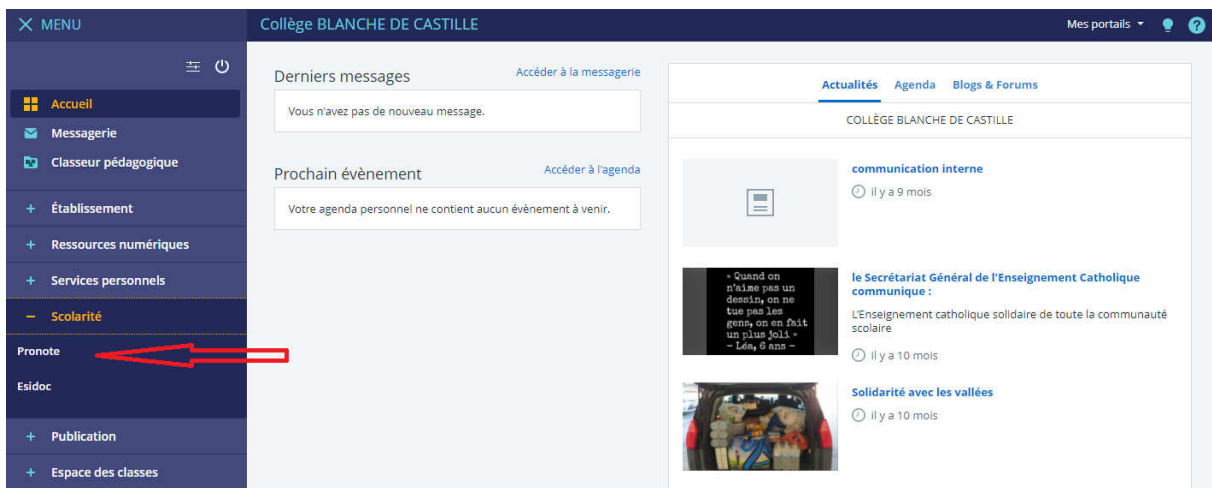 MENU
Collège BLANCHE DE CASTILLE
Mes portails
?
Accueil
Messagerie
Classeur pédagogique
+ Établissement
+ Ressources numériques
+ Services personnels
− Scolarité
Pronote
Esidoc
+ Publication
+ Espace des classes
Derniers messages
Accéder à la messagerie
Vous n'avez pas de nouveau message.
Prochain évènement
Accéder à l'agenda
Votre agenda personnel ne contient aucun évènement à venir.
Actualités Agenda Blogs & Forums
COLLÈGE BLANCHE DE CASTILLE
communication interne
il y a 9 mois
« Quand on
n'aime pas un
dessin, on ne
tue pas les
gens, on en fait
un plus joli »
– Léa, 6 ans –
le Secrétariat Général de l'Enseignement Catholique
communique :
L'Enseignement catholique solidaire de toute la communauté
scolaire
il y a 10 mois
Solidarité avec les vallées
il y a 10 mois